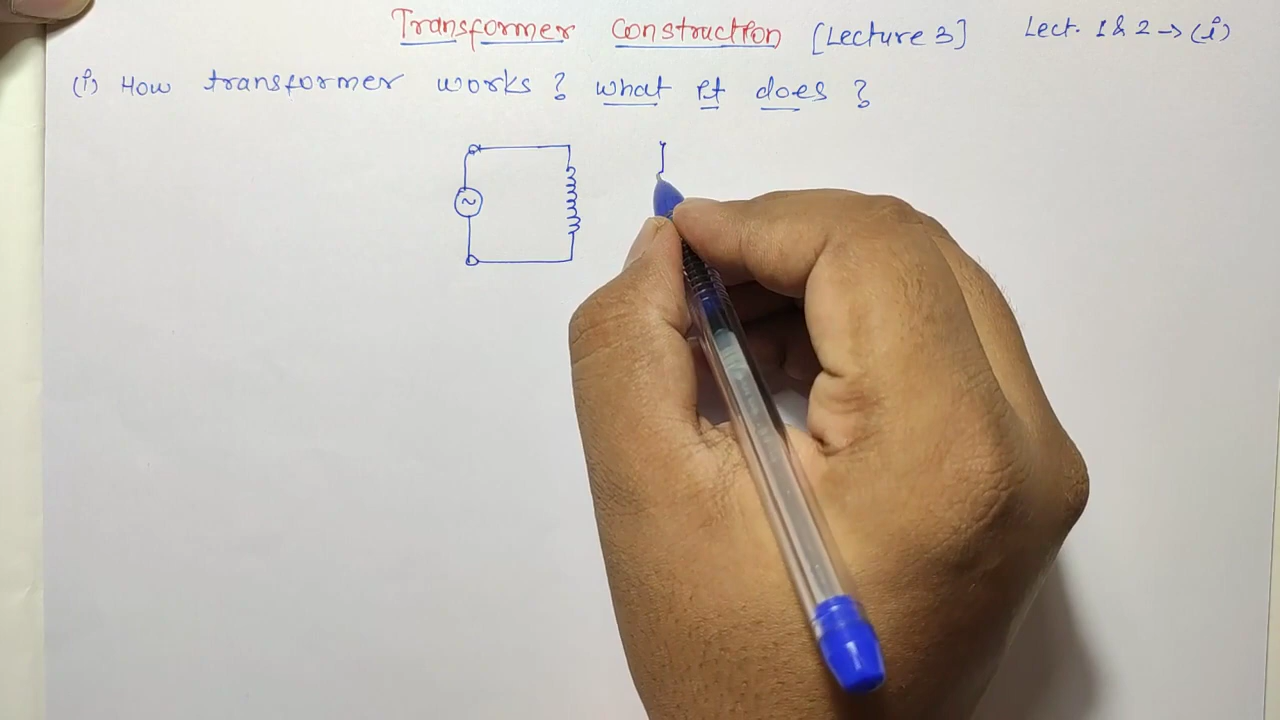 Transformer Construction [Lecture 3] Lect. 1 & 2 → (i)
(i) How transformer works ? what it does ?
~